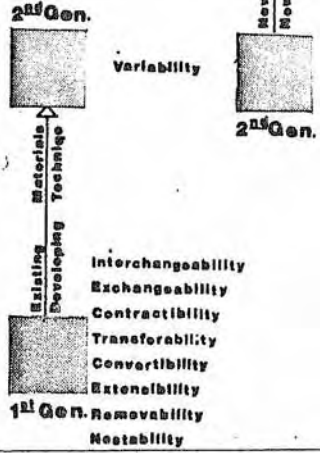 2nd Gen.
Variability
2nd Gen.
Existing Materials
Developing Technique
Interchangeability
Exchangeability
Contractibility
Transferability
Convertibility
Extensibility
1st Gen. Removability
Nestability